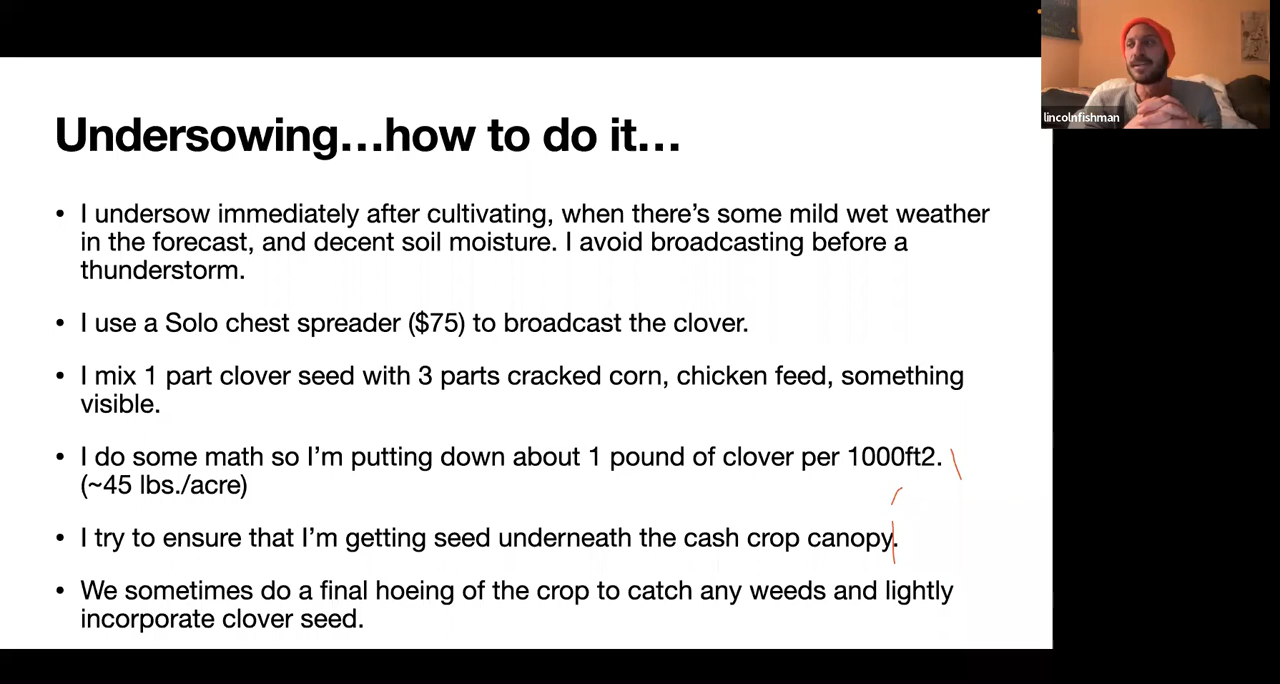 lincolnfishman
Undersowing…how to do it…
• I undersow immediately after cultivating, when there’s some mild wet weather
in the forecast, and decent soil moisture. I avoid broadcasting before a
thunderstorm.
• I use a Solo chest spreader ($75) to broadcast the clover.
• I mix 1 part clover seed with 3 parts cracked corn, chicken feed, something
visible.
• I do some math so I’m putting down about 1 pound of clover per 1000ft2.
(~45 lbs./acre)
• I try to ensure that I’m getting seed underneath the cash crop canopy.
• We sometimes do a final hoeing of the crop to catch any weeds and lightly
incorporate clover seed.